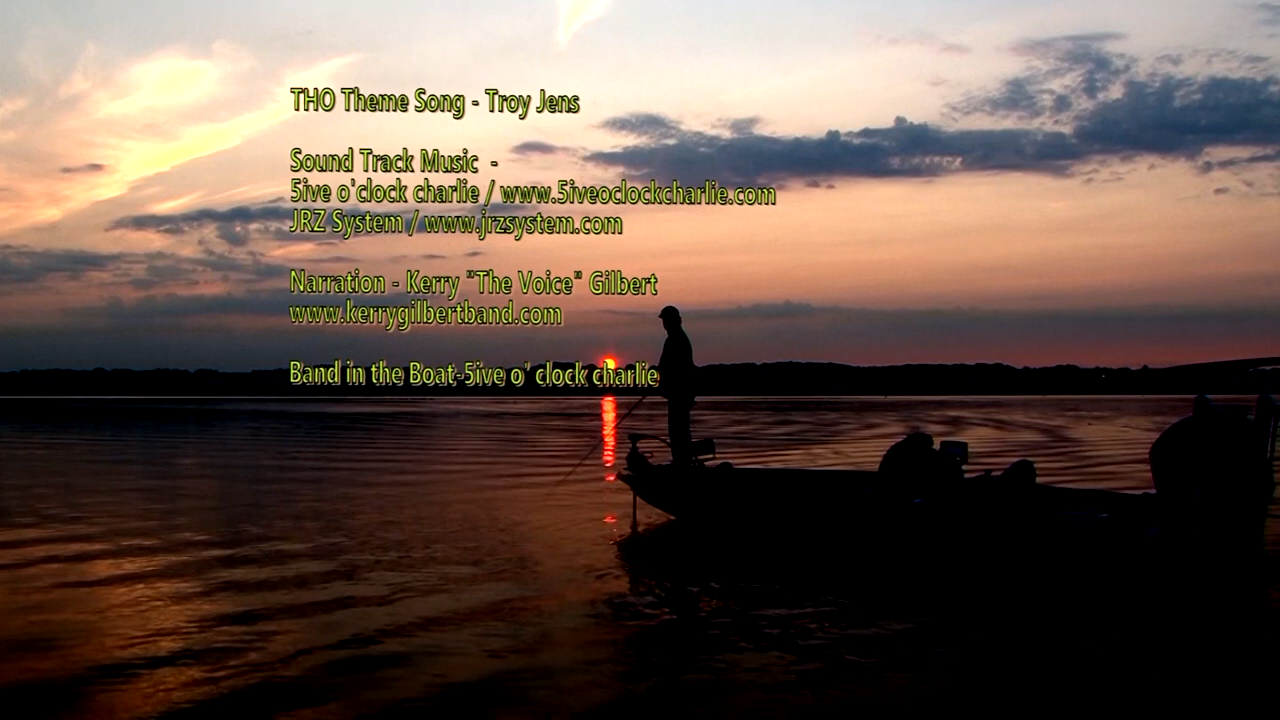 THO Theme Song - Troy Jens
Sound Track Music -
5ive o'clock charlie / www.5iveoclockcharlie.com
JRZ System / www.jrzsystem.com
Narration - Kerry "The Voice" Gilbert
www.kerrygilbertband.com
Band in the Boat-5ive o' clock charlie